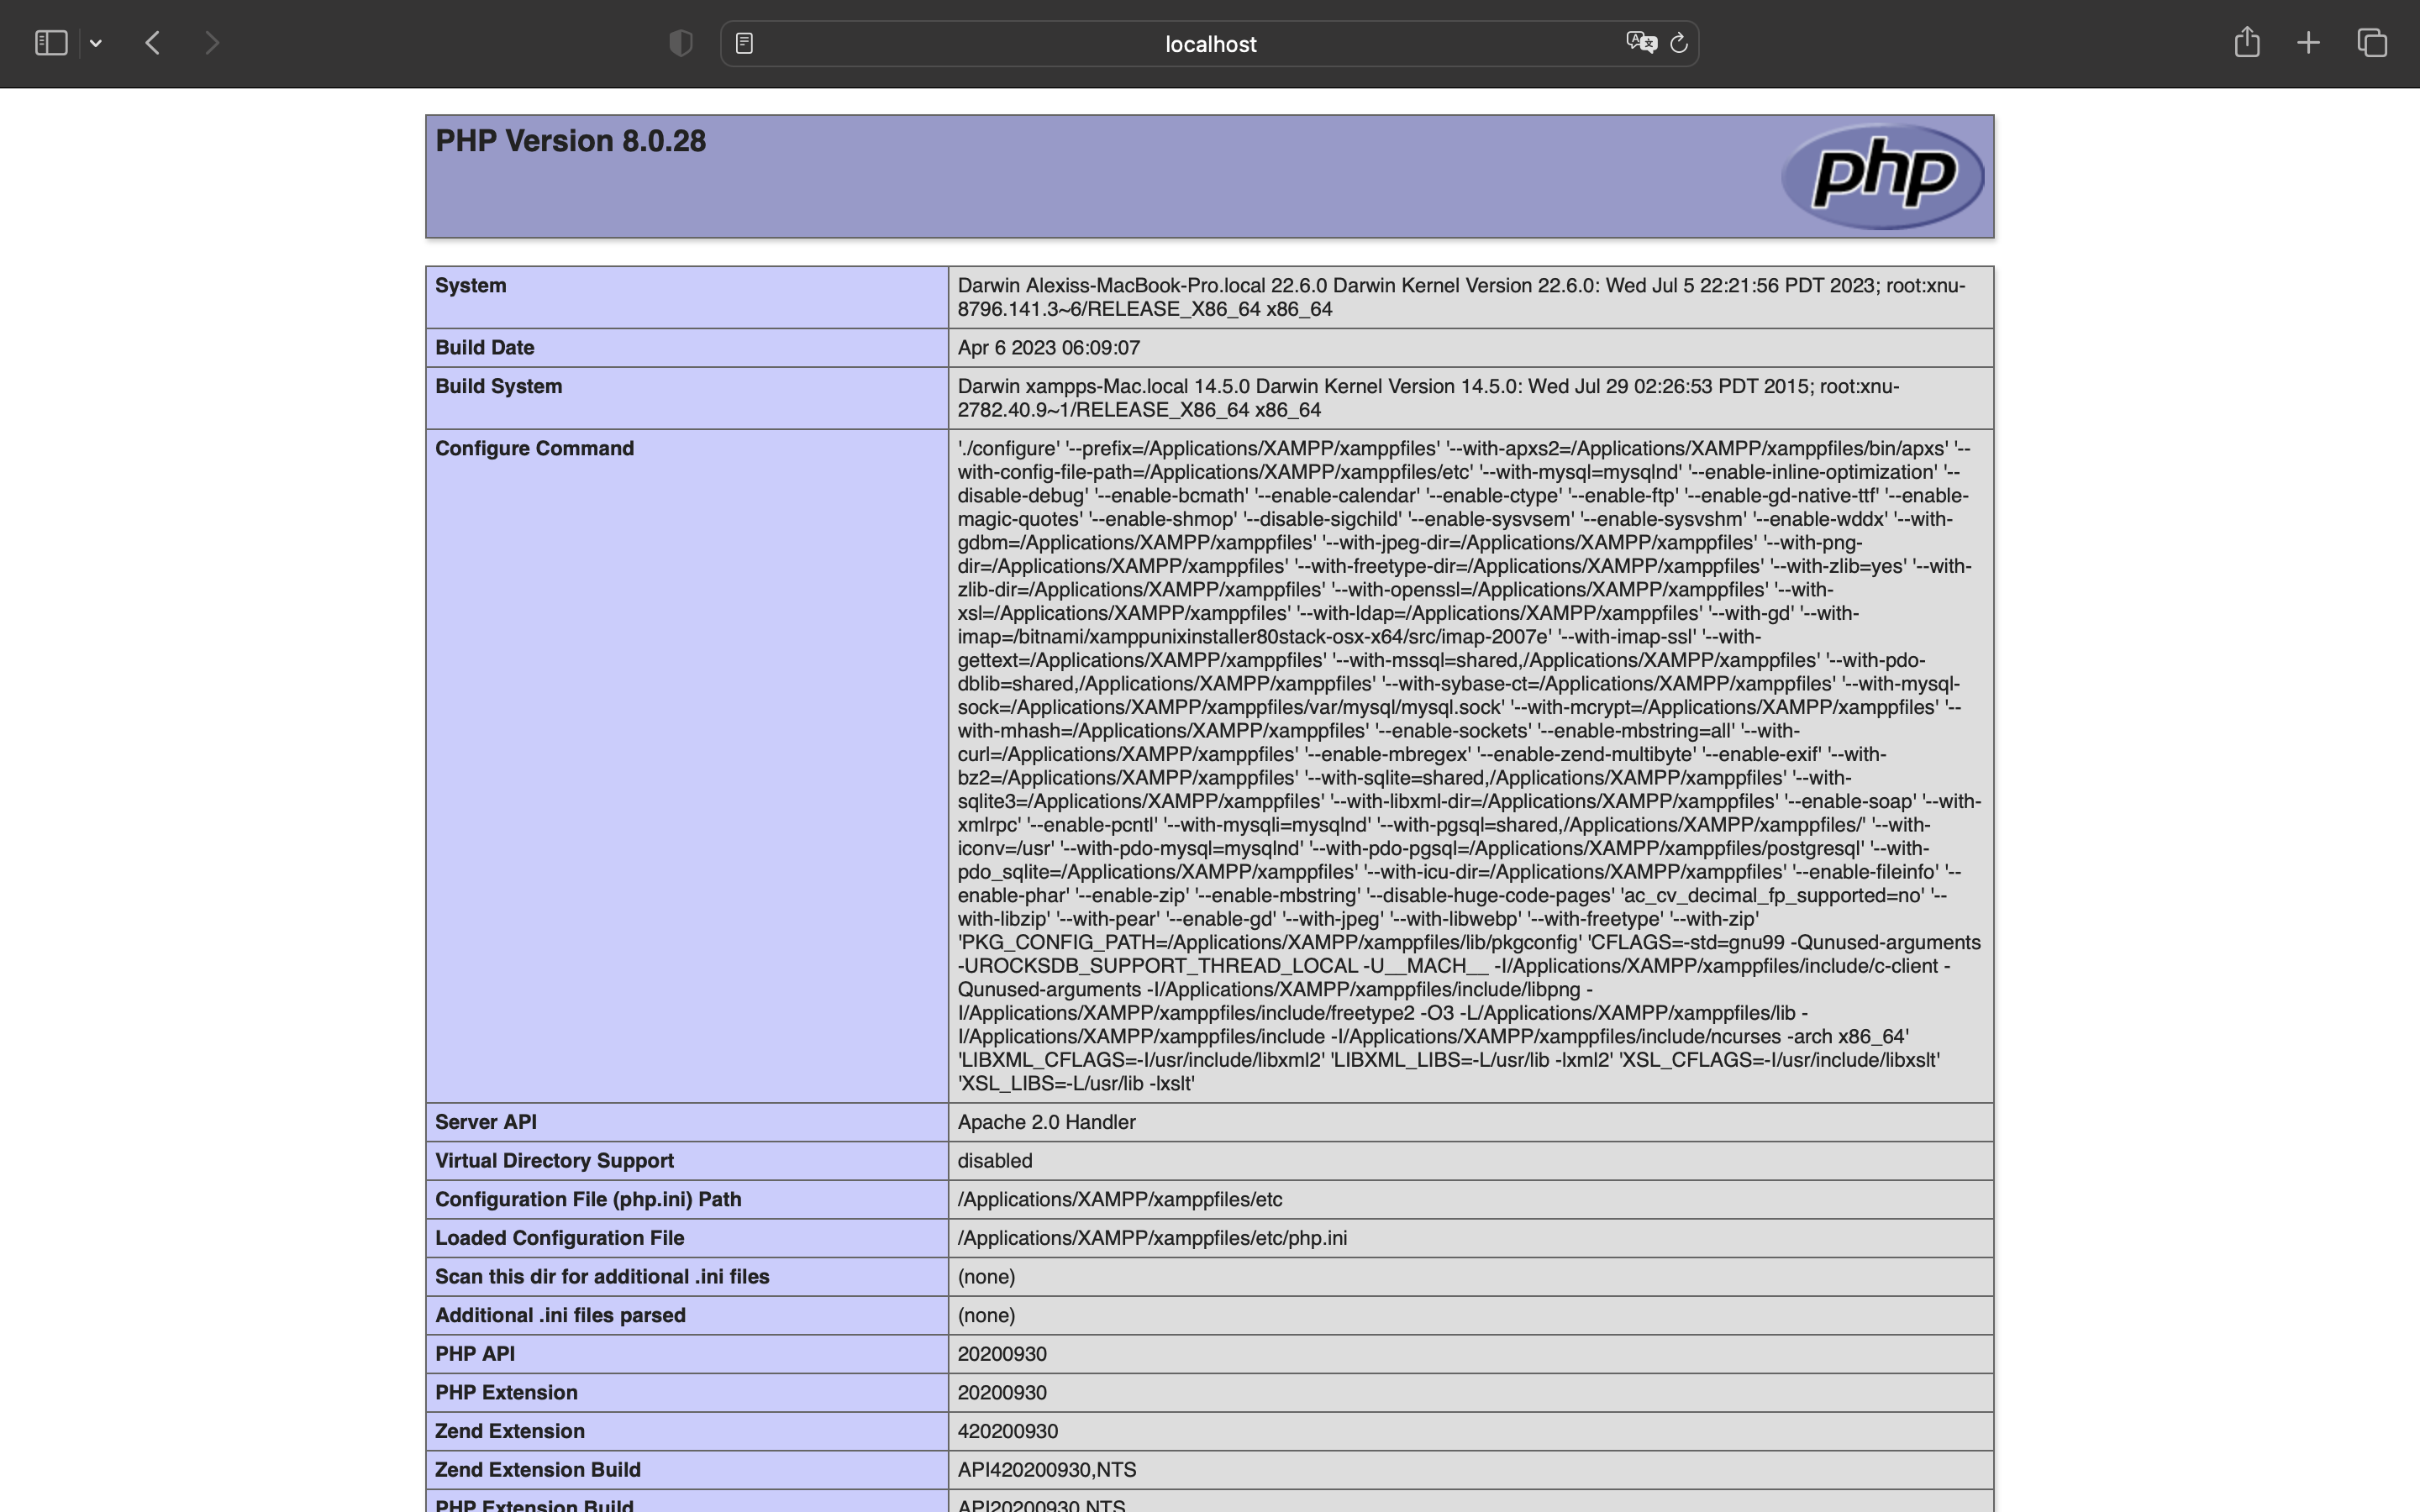 localhost
PHP Version 8.0.28
php
System
Darwin Alexiss-MacBook-Pro.local 22.6.0 Darwin Kernel Version 22.6.0: Wed Jul 5 22:21:56 PDT 2023; root:xnu-
8796.141.3~6/RELEASE_X86_64 x86_64
Build Date
Apr 6 2023 06:09:07
Build System
Darwin xampps-Mac.local 14.5.0 Darwin Kernel Version 14.5.0: Wed Jul 29 02:26:53 PDT 2015; root:xnu-
2782.40.9~1/RELEASE_X86_64 x86_64
Configure Command
'./configure' '--prefix=/Applications/XAMPP/xamppfiles' '--with-apxs2=/Applications/XAMPP/xamppfiles/bin/apxs' '--
with-config-file-path=/Applications/XAMPP/xamppfiles/etc' '--with-mysql=mysqlnd' '--enable-inline-optimization' '--
disable-debug' '--enable-bcmath' '--enable-calendar' '--enable-ctype' '--enable-ftp' '--enable-gd-native-ttf' '--enable-
magic-quotes' '--enable-shmop' '--disable-sigchild' '--enable-sysvsem' '--enable-sysvshm' '--enable-wddx' '--with-
gdbm=/Applications/XAMPP/xamppfiles' '--with-jpeg-dir=/Applications/XAMPP/xamppfiles' '--with-png-
dir=/Applications/XAMPP/xamppfiles' '--with-freetype-dir=/Applications/XAMPP/xamppfiles' '--with-zlib=yes' '--with-
zlib-dir=/Applications/XAMPP/xamppfiles' '--with-openssl=/Applications/XAMPP/xamppfiles' '--with-
xsl=/Applications/XAMPP/xamppfiles' '--with-ldap=/Applications/XAMPP/xamppfiles' '--with-gd' '--with-
imap=/bitnami/xamppunixinstaller80stack-osx-x64/src/imap-2007e' '--with-imap-ssl' '--with-
gettext=/Applications/XAMPP/xamppfiles' '--with-mssql=shared,/Applications/XAMPP/xamppfiles' '--with-pdo-
dblib=shared,/Applications/XAMPP/xamppfiles' '--with-sybase-ct=/Applications/XAMPP/xamppfiles' '--with-mysql-
sock=/Applications/XAMPP/xamppfiles/var/mysql/mysql.sock' '--with-mcrypt=/Applications/XAMPP/xamppfiles' '--
with-mhash=/Applications/XAMPP/xamppfiles' '--enable-sockets' '--enable-mbstring=all' '--with-
curl=/Applications/XAMPP/xamppfiles' '--enable-mbregex' '--enable-zend-multibyte' '--enable-exif' '--with-
bz2=/Applications/XAMPP/xamppfiles' '--with-sqlite=shared,/Applications/XAMPP/xamppfiles' '--with-
sqlite3=/Applications/XAMPP/xamppfiles' '--with-libxml-dir=/Applications/XAMPP/xamppfiles' '--enable-soap' '--with-
xmlrpc' '--enable-pcntl' '--with-mysqli=mysqlnd' '--with-pgsql=shared,/Applications/XAMPP/xamppfiles/' '--with-
iconv=/usr' '--with-pdo-mysql=mysqlnd' '--with-pdo-pgsql=/Applications/XAMPP/xamppfiles/postgresql' '--with-
pdo_sqlite=/Applications/XAMPP/xamppfiles' '--with-icu-dir=/Applications/XAMPP/xamppfiles' '--enable-fileinfo' '--
enable-phar' '--enable-zip' '--enable-mbstring' '--disable-huge-code-pages' 'ac_cv_decimal_fp_supported=no' '--
with-libzip' '--with-pear' '--enable-gd' '--with-jpeg' '--with-libwebp' '--with-freetype' '--with-zip'
'PKG_CONFIG_PATH=/Applications/XAMPP/xamppfiles/lib/pkgconfig' 'CFLAGS=-std=gnu99 -Qunused-arguments
-UROCKSDB_SUPPORT_THREAD_LOCAL -U__MACH__ -I/Applications/XAMPP/xamppfiles/include/c-client -
Qunused-arguments -I/Applications/XAMPP/xamppfiles/include/libpng -
I/Applications/XAMPP/xamppfiles/include/freetype2 -O3 -L/Applications/XAMPP/xamppfiles/lib -
I/Applications/XAMPP/xamppfiles/include -I/Applications/XAMPP/xamppfiles/include/ncurses -arch x86_64'
'LIBXML_CFLAGS=-I/usr/include/libxml2' 'LIBXML_LIBS=-L/usr/lib -lxml2' 'XSL_CFLAGS=-I/usr/include/libxslt'
'XSL_LIBS=-L/usr/lib -lxslt'
Server API
Apache 2.0 Handler
Virtual Directory Support
disabled
Configuration File (php.ini) Path
/Applications/XAMPP/xamppfiles/etc
Loaded Configuration File
/Applications/XAMPP/xamppfiles/etc/php.ini
Scan this dir for additional .ini files
(none)
Additional .ini files parsed
(none)
PHP API
20200930
PHP Extension
20200930
Zend Extension
420200930
Zend Extension Build
API420200930,NTS
PHP Extension Build
API20200930,NTS